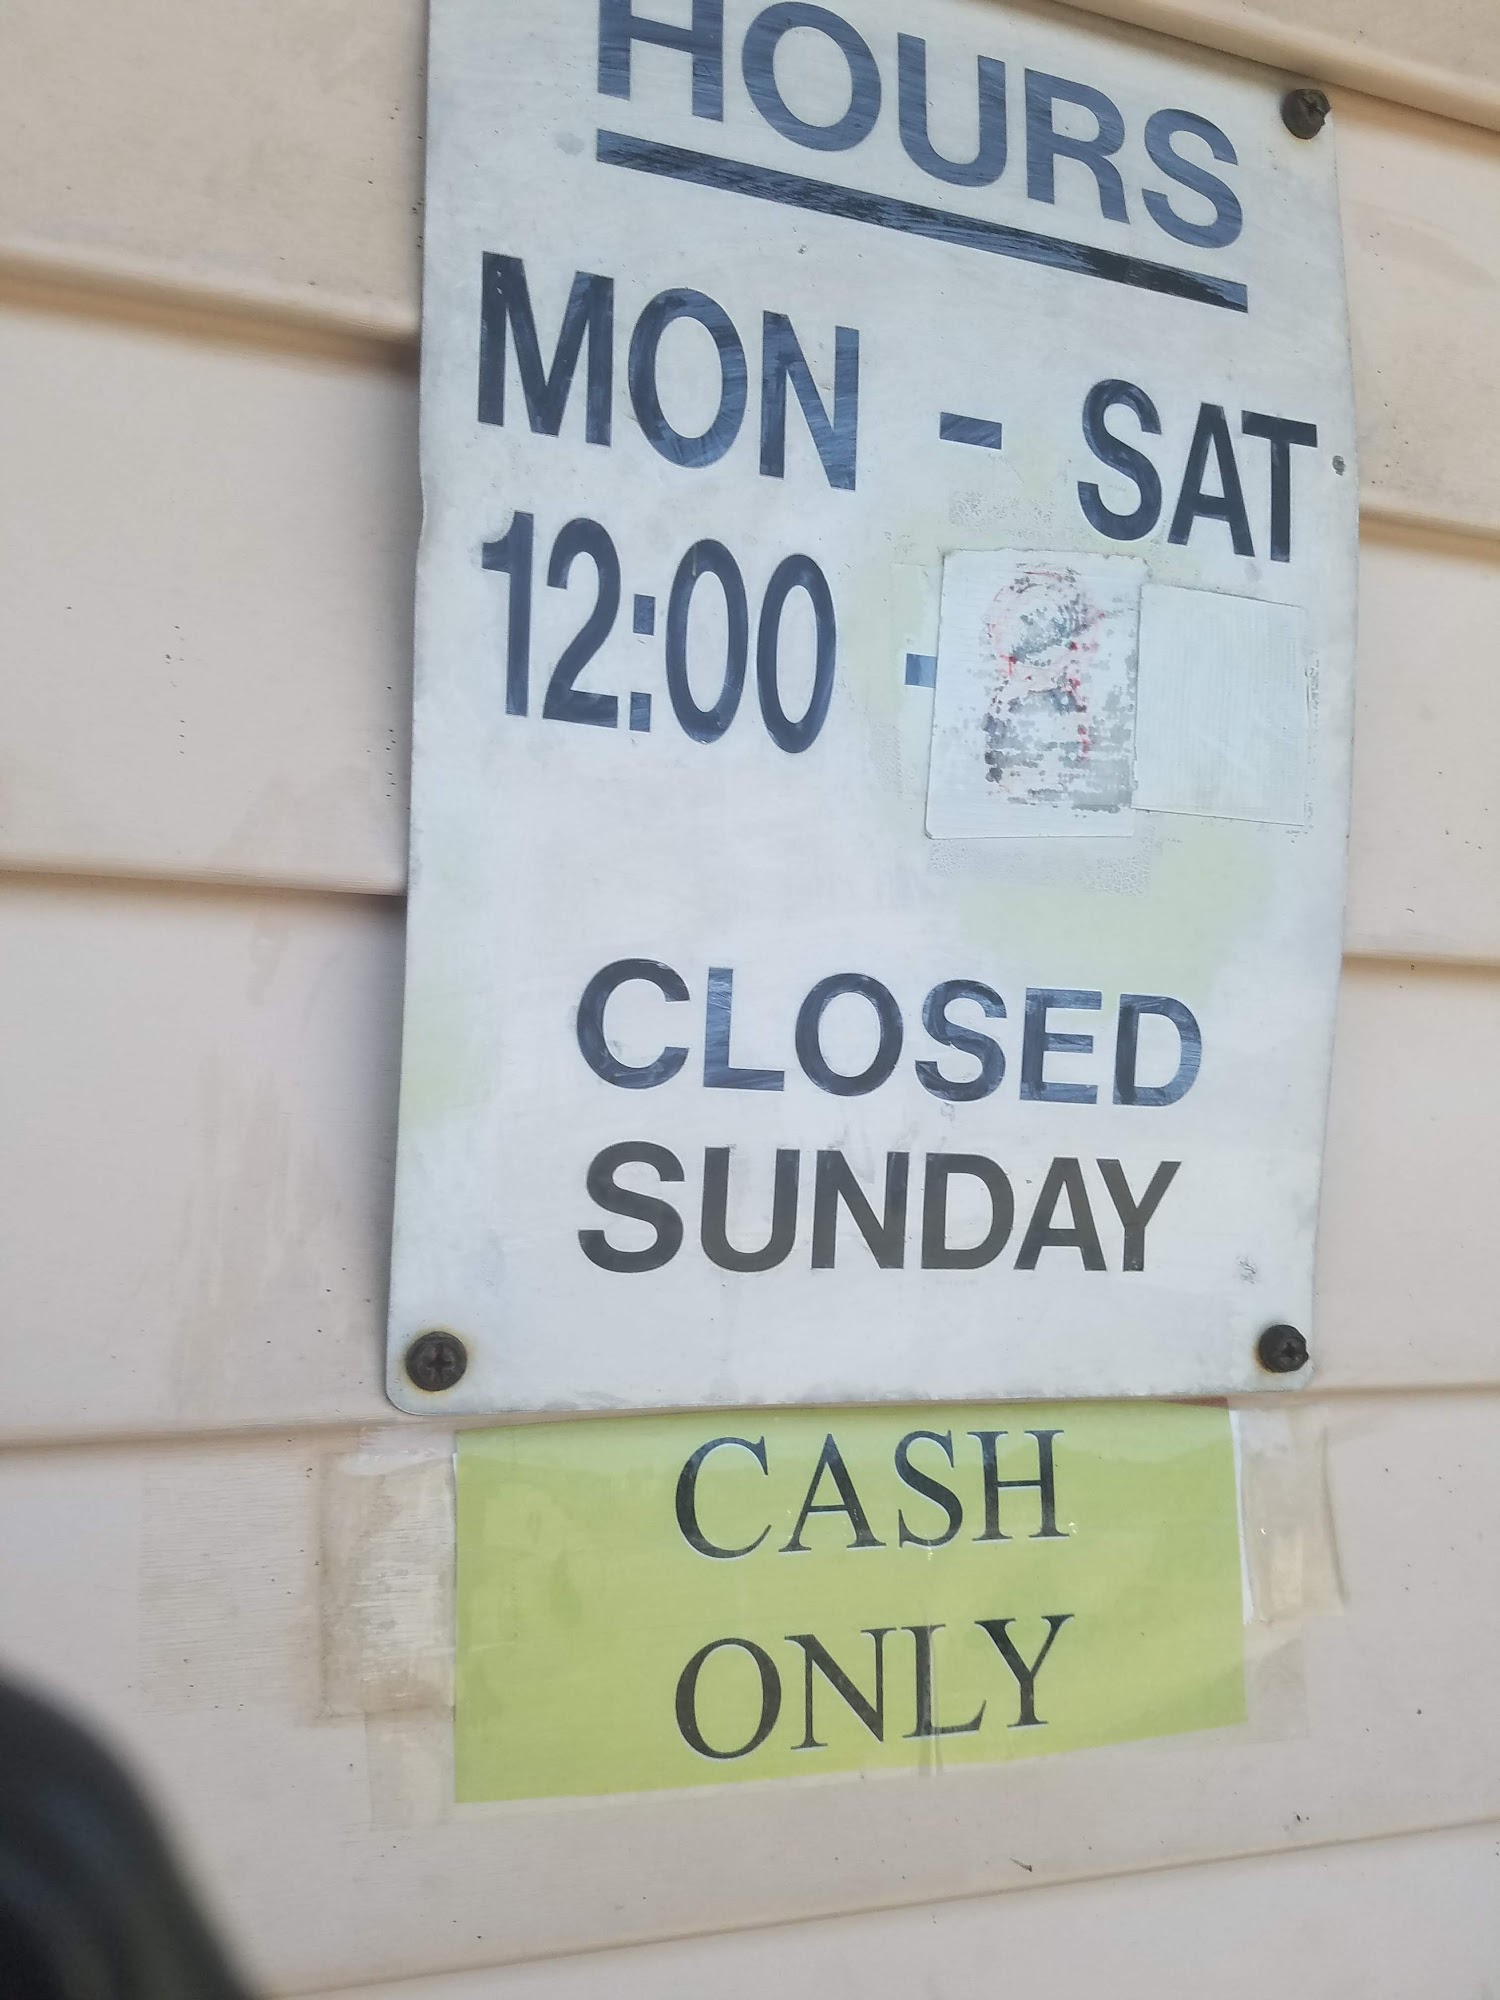 HOURS
MON - SAT
12:00 -
CLOSED
SUNDAY
CASH
ONLY